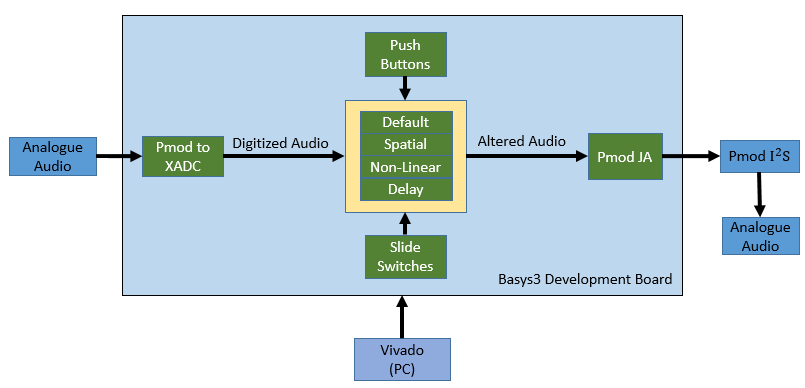 Push
Buttons
Analogue
Audio
Pmod to
XADC
Digitized Audio
Default
Spatial
Non-Linear
Delay
Altered Audio
Pmod JA
Pmod I²S
Analogue
Audio
Slide
Switches
Basys3 Development Board
Vivado
(PC)